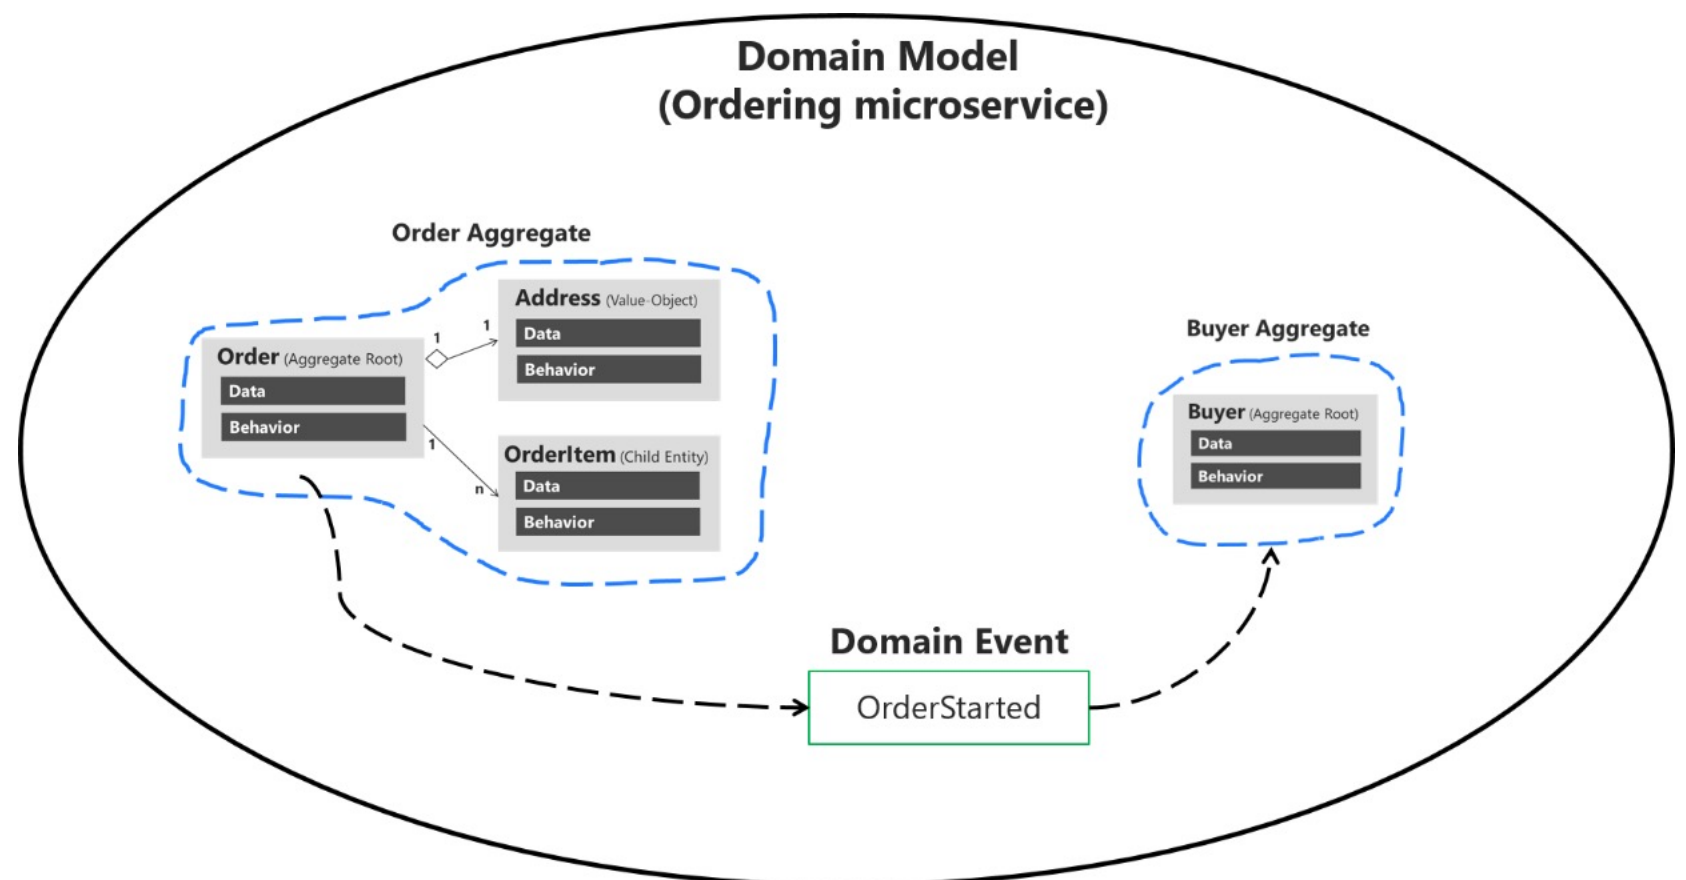 Domain Model
(Ordering microservice)
Order Aggregate
Address (Value-Object)
Data
Behavior
1
1
Order (Aggregate Root)
Data
Behavior
1
n
OrderItem (Child Entity)
Data
Behavior
Buyer Aggregate
Buyer (Aggregate Root)
Data
Behavior
Domain Event
OrderStarted